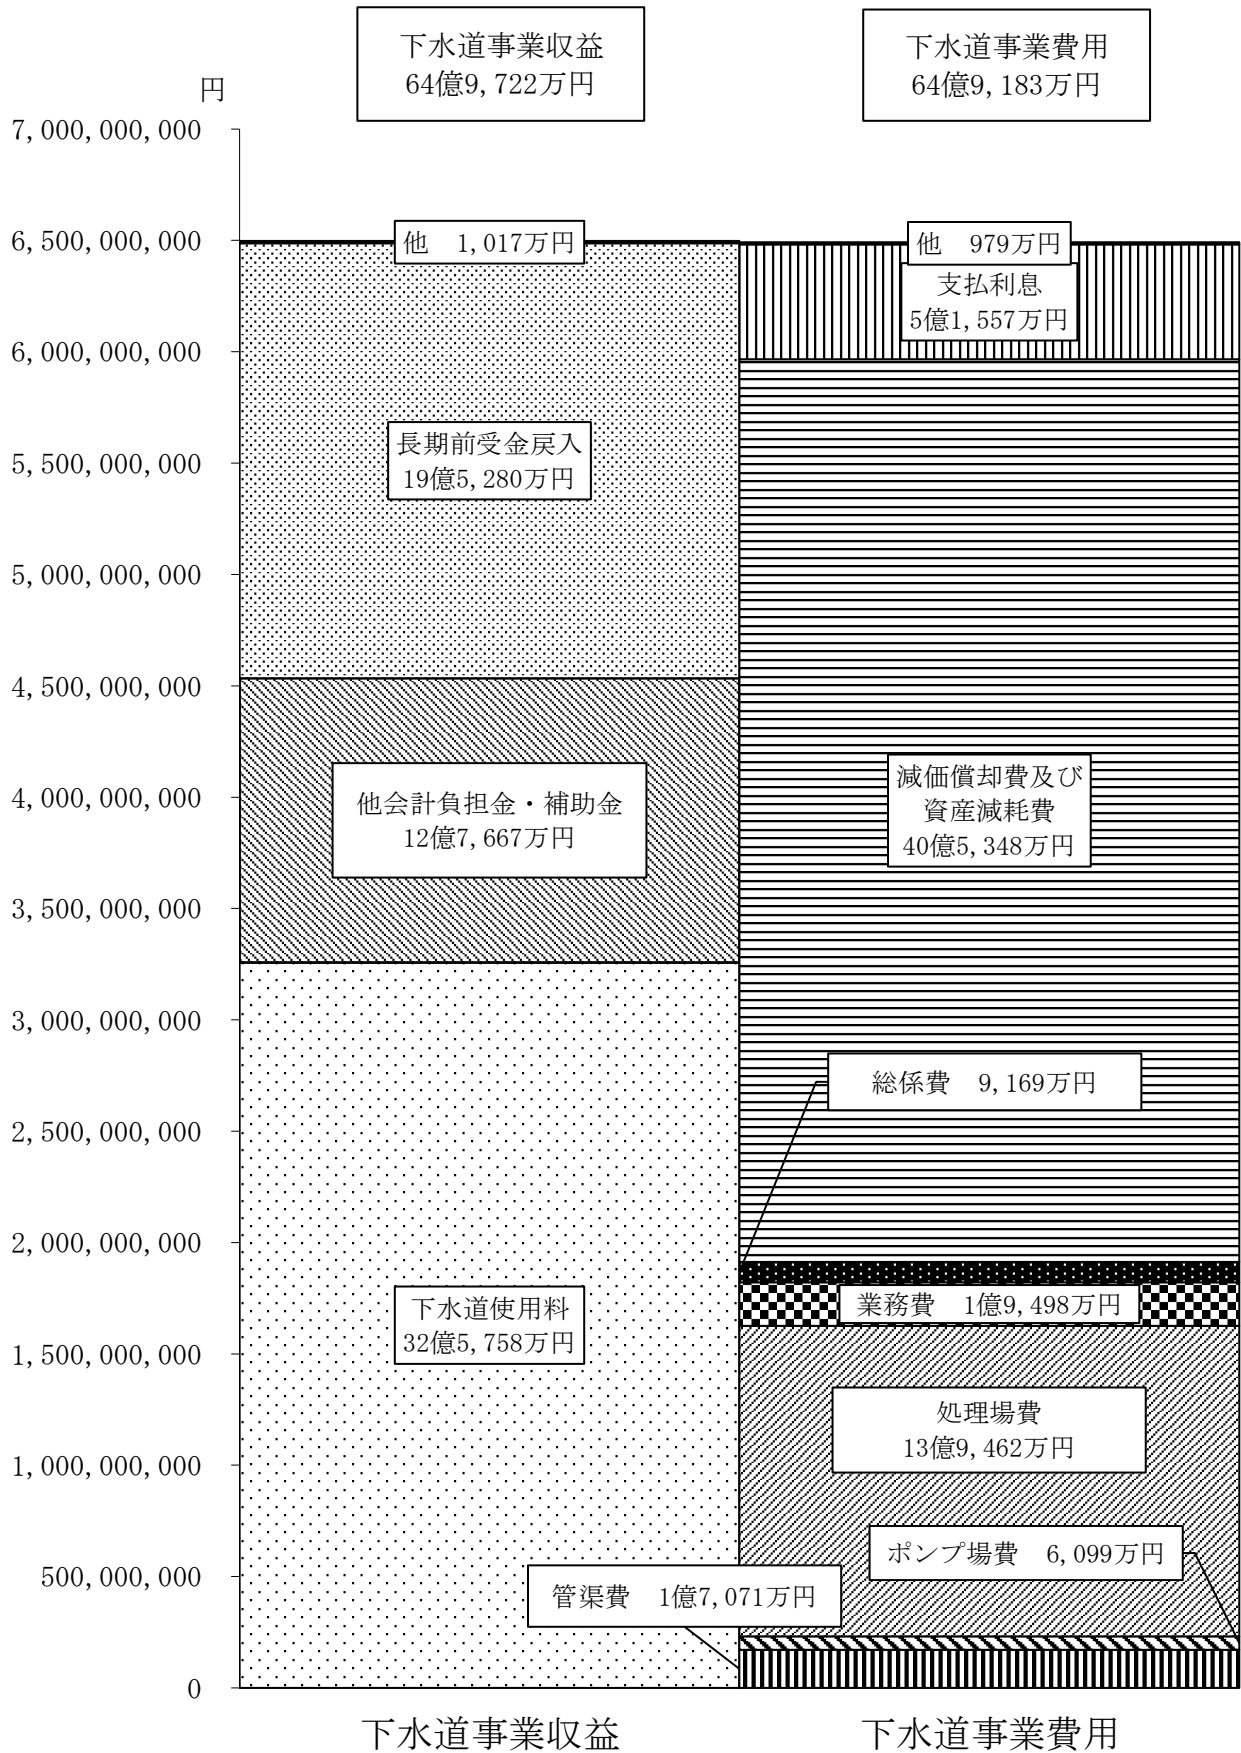 下水道事業収益
64億9,722万円
下水道事業費用
64億9,183万円
円
7,000,000,000
6,500,000,000
6,000,000,000
5,500,000,000
5,000,000,000
4,500,000,000
4,000,000,000
3,500,000,000
3,000,000,000
2,500,000,000
2,000,000,000
1,500,000,000
1,000,000,000
500,000,000
0
他　1,017万円
長期前受金戻入
19億5,280万円
他会計負担金・補助金
12億7,667万円
下水道使用料
32億5,758万円
他　979万円
支払利息
5億1,557万円
減価償却費及び
資産減耗費
40億5,348万円
総係費　9,169万円
業務費　1億9,498万円
処理場費
13億9,462万円
ポンプ場費　6,099万円
管渠費　1億7,071万円
下水道事業収益
下水道事業費用